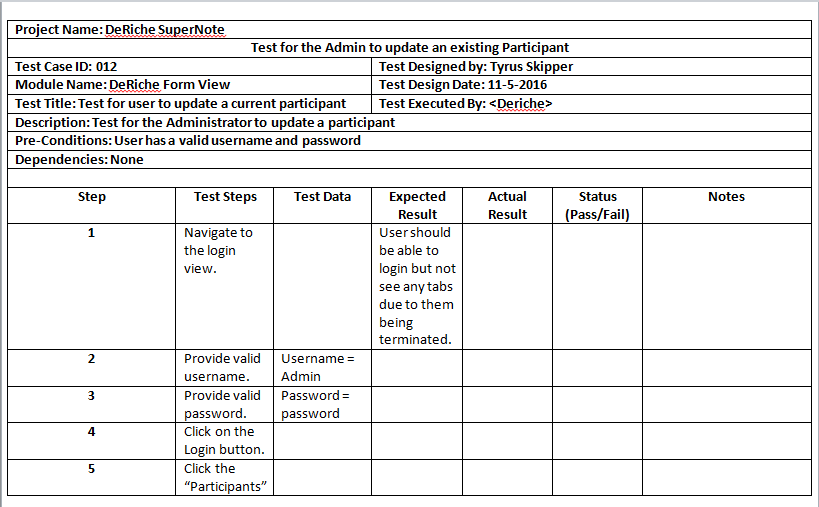 Project Name: DeRiche SuperNote
Test for the Admin to update an existing Participant
Test Case ID: 012
Test Designed by: Tyrus Skipper
Module Name: DeRiche Form View
Test Design Date: 11-5-2016
Test Title: Test for user to update a current participant
Test Executed By: <Deriche>
Description: Test for the Administrator to update a participant
Pre-Conditions: User has a valid username and password
Dependencies: None
Step
Test Steps
Test Data
Expected
Result
Actual
Result
Status
(Pass/Fail)
Notes
1
Navigate to
the login
view.
User should
be able to
login but not
see any tabs
due to them
being
terminated.
2
Provide valid
username.
Username =
Admin
3
Provide valid
password.
Password =
password
4
Click on the
Login button.
5
Click the
“Participants”